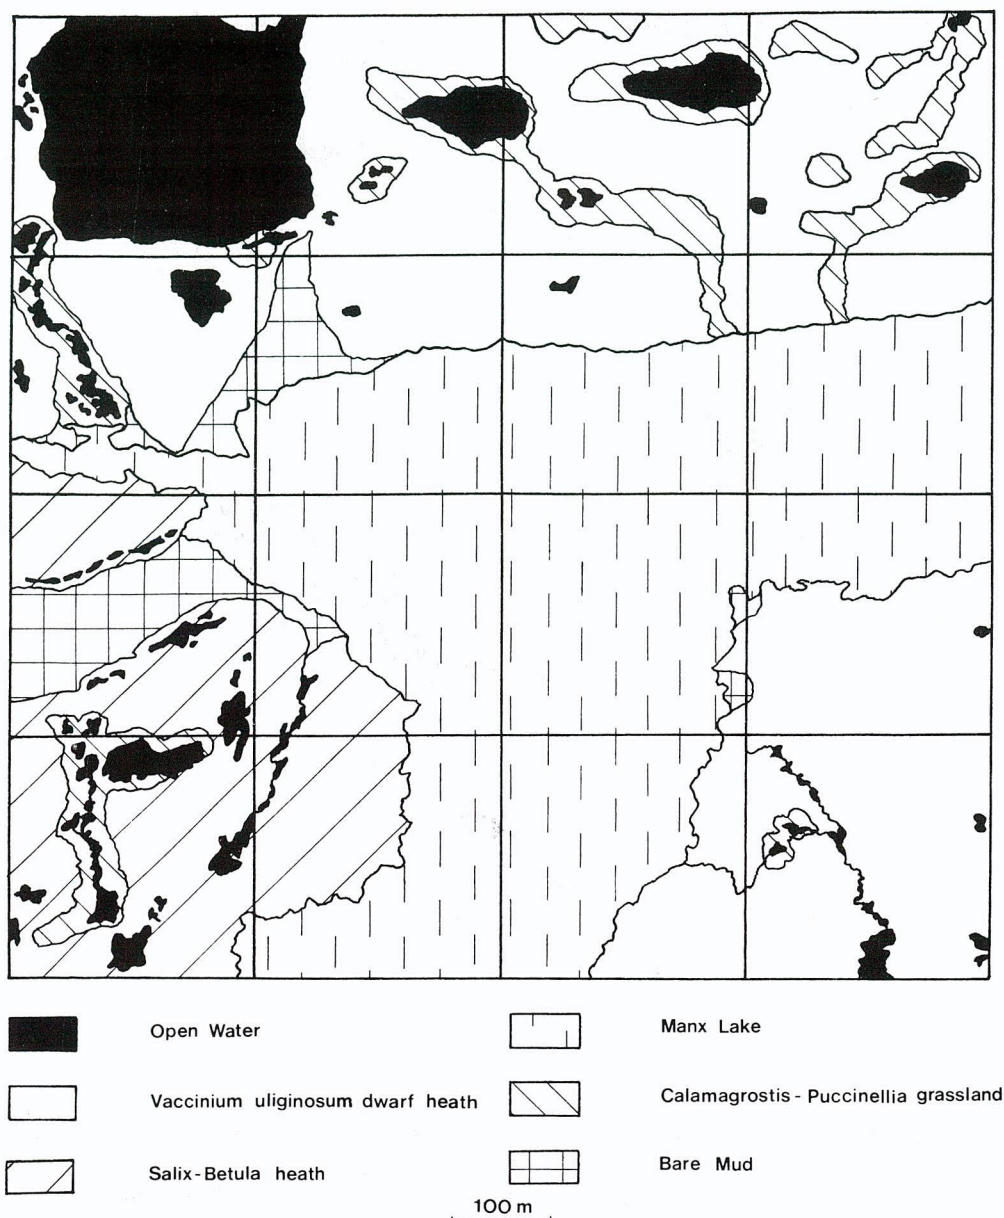 Open Water
Manx Lake
Vaccinium uliginosum dwarf heath
Calamagrostis - Puccinellia grassland
Salix - Betula heath
Bare Mud
100 m